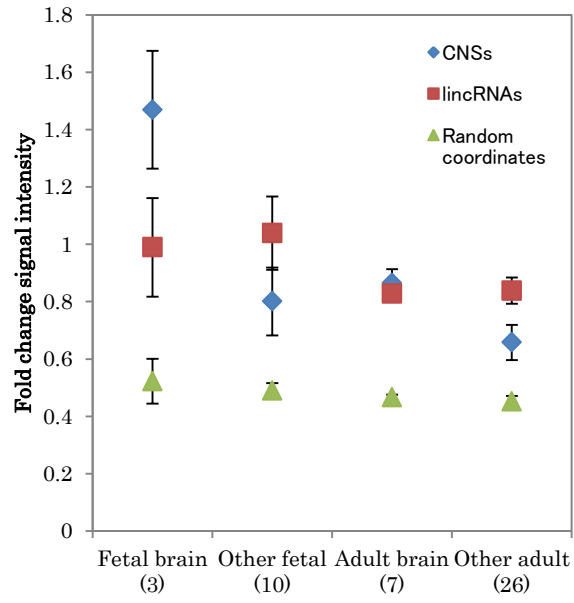 1.8
1.6
1.4
1.2
1
0.8
0.6
0.4
0.2
0
Fold change signal intensity
CNSs
lincRNAs
Random
coordinates
Fetal brain Other fetal Adult brain Other adult
(3) (10) (7) (26)